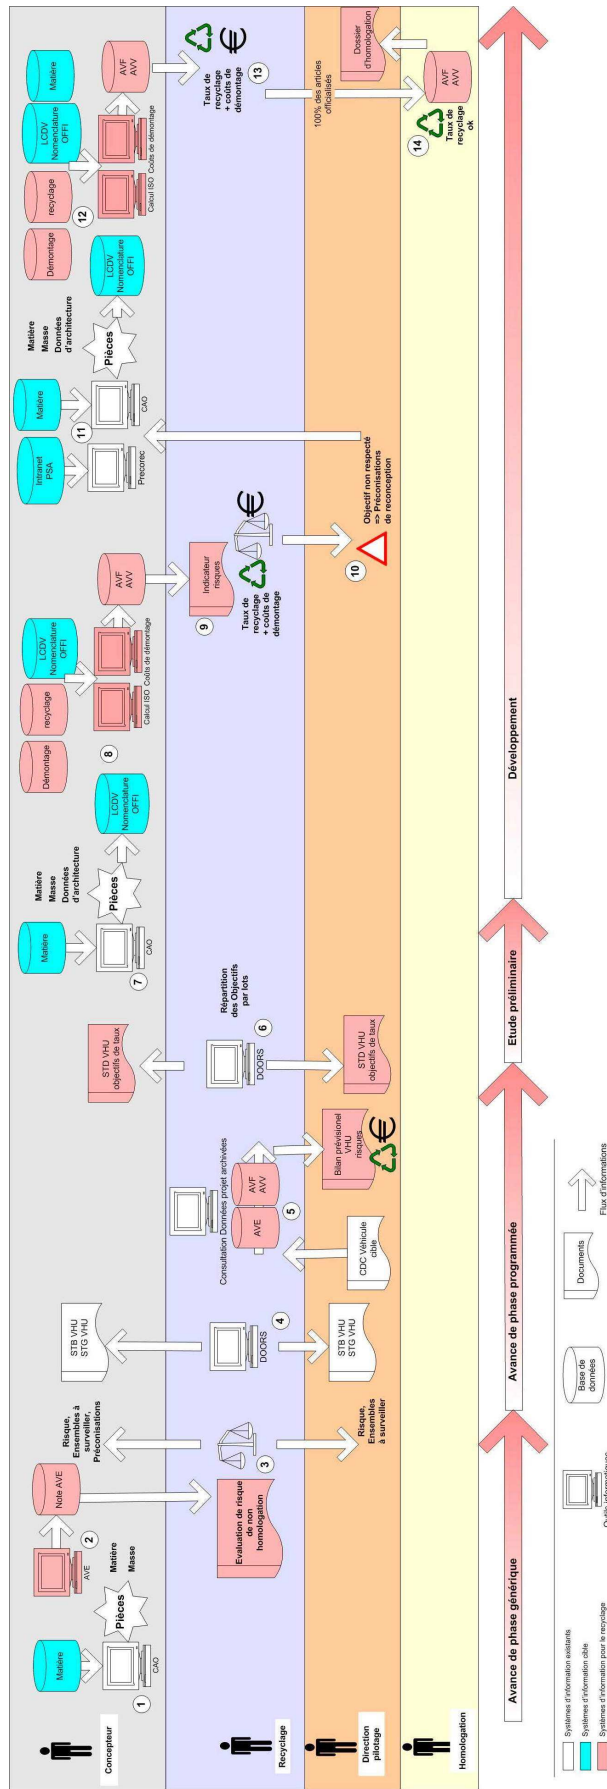 Concepteur
Recyclage
Direction
pilotage
Homologation
Matière
CAO
1
Pièces
Matière
Masse
AVE
2
Note AVE
Risque,
Ensembles à
surveiller,
Préconisations
Evaluation de risque
de non
homologation
3
Risque,
Ensembles
à surveiller
STB VHU
STG VHU
DOORS
4
STB VHU
STG VHU
Consultation Données projet archivées
AVE
AVF
AVV
5
CDC Véhicule
cible
Bilan prévisionel
VHU
risques
STD VHU
objectifs de taux
Répartition
des Objectifs
par lots
DOORS
6
STD VHU
objectifs de taux
Matière
CAO
7
Matière
Masse
Données
d'architecture
Pièces
LCDV
Nomenclature
OFFI
Démontage
recyclage
LCDV
Nomenclature
OFFI
8
Calcul ISO
Coûts de démontage
AVF
AVV
Indicateur
risques
9
Taux de
recyclage
+ coûts de
démontage
10
Objectif non respecté
=> Préconisations
de reconception
Intranet
PSA
Matière
11
Precorec
CAO
Matière
Masse
Données
d'architecture
Pièces
LCDV
Nomenclature
OFFI
Démontage
recyclage
LCDV
Nomenclature
OFFI
Matière
12
Calcul ISO
Coûts de démontage
AVF
AVV
Taux de
recyclage
+ coûts de
démontage
13
100% des articles
officialisés
Dossier
d'homologation
14
Taux de
recyclage
ok
AVF
AVV
Avance de phase générique
Avance de phase programmée
Etude préliminaire
Développement
Systèmes d'information existants
Systèmes d'information cible
Systèmes d'information pour le recyclage
Outils informatiques
Base de
données
Documents
Flux d'informations